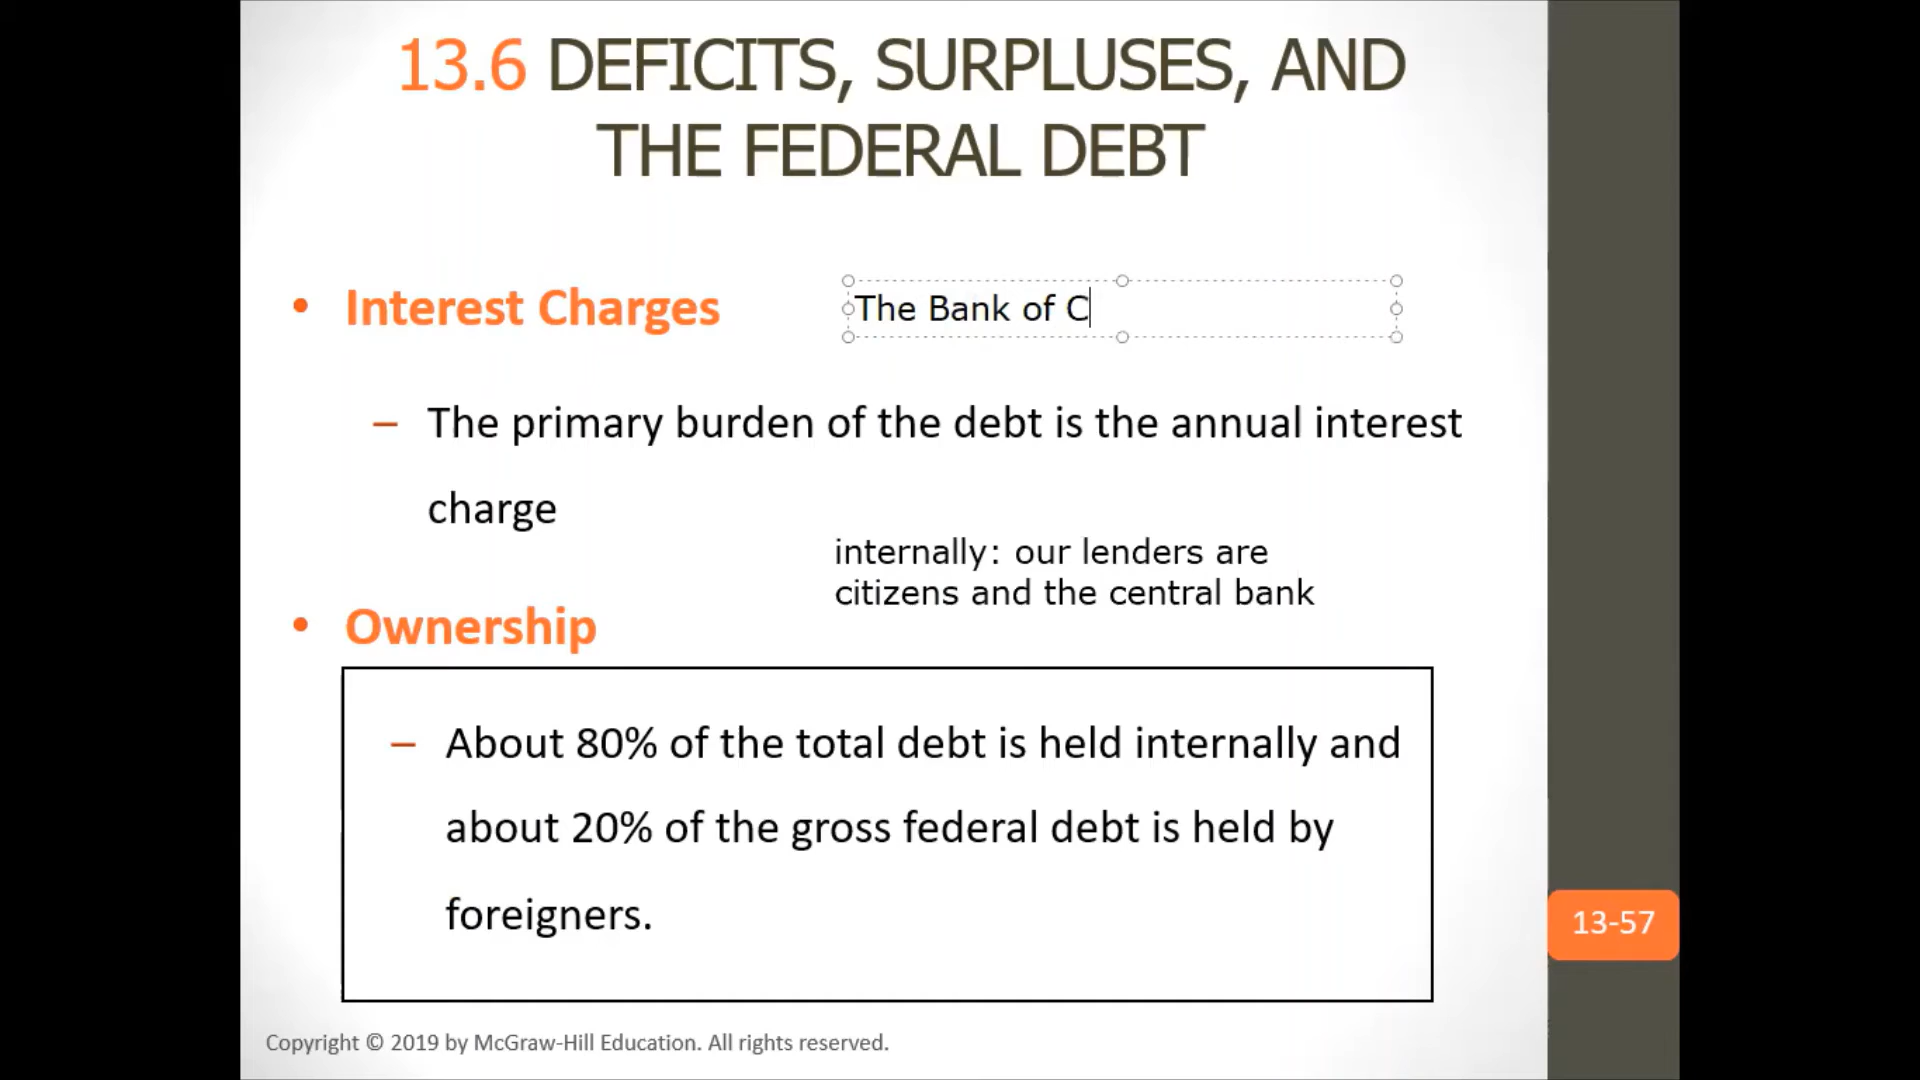 13.6 DEFICITS, SURPLUSES, AND
THE FEDERAL DEBT
• Interest Charges
The Bank of C
– The primary burden of the debt is the annual interest
charge
internally: our lenders are
citizens and the central bank
• Ownership
– About 80% of the total debt is held internally and
about 20% of the gross federal debt is held by
foreigners.
13-57
Copyright © 2019 by McGraw-Hill Education. All rights reserved.